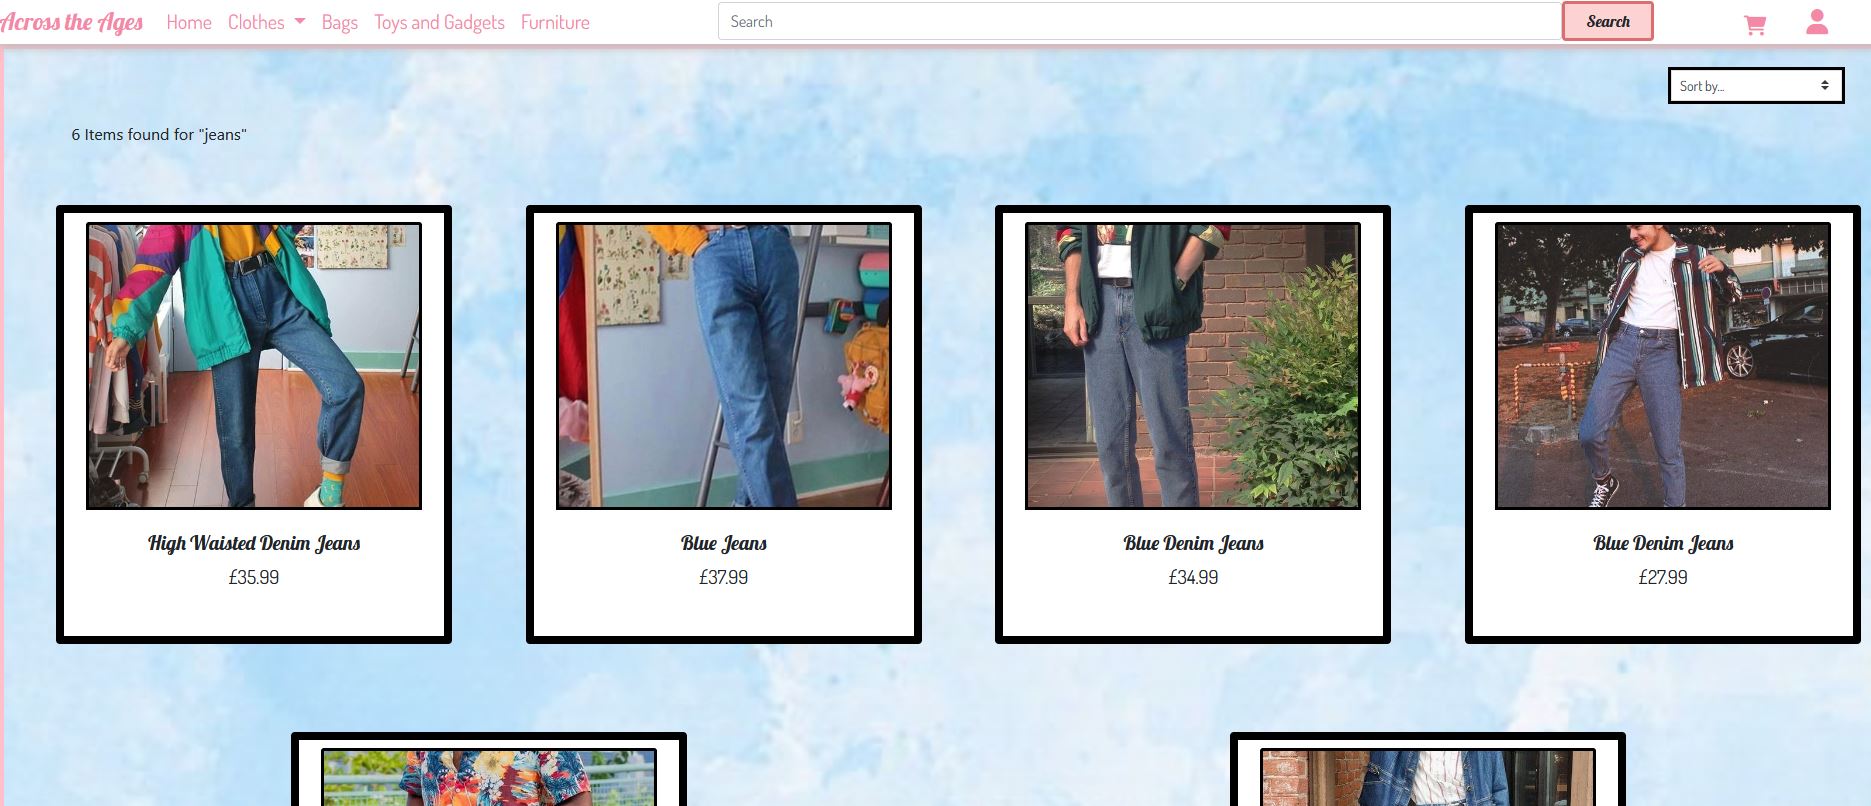 Across the Ages Home Clothes Bags Toys and Gadgets Furniture Search Search
Sort by...
6 Items found for "jeans"
High Waisted Denim Jeans
£35.99
Blue Jeans
£37.99
Blue Denim Jeans
£34.99
Blue Denim Jeans
£27.99